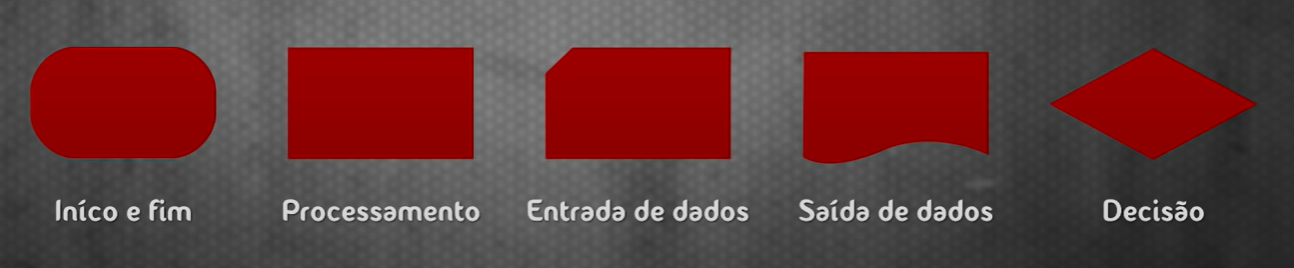 Iníco e fim
Processamento
Entrada de dados
Saída de dados
Decisão